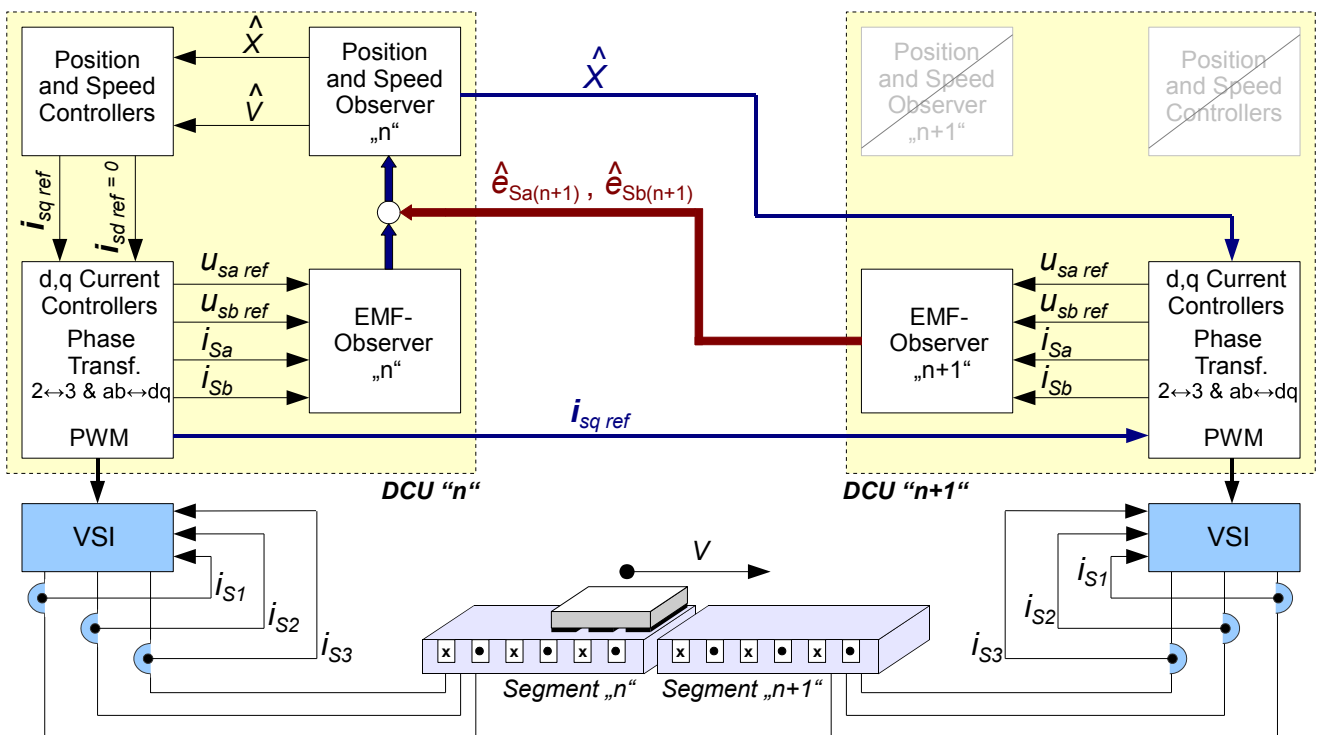 Position
and Speed
Controllers
X̂
V̂
Position
and Speed
Observer
„n“
X̂
Position
and Speed
Observer
„n+1“
Position
and Speed
Controllers
i_sq ref
i_sd ref = 0
ê_Sa(n+1) , ê_Sb(n+1)
d,q Current
Controllers
Phase
Transf.
2↔3 & ab↔dq
PWM
u_sa ref
u_sb ref
i_Sa
i_Sb
EMF-
Observer
„n“
EMF-
Observer
„n+1“
u_sa ref
u_sb ref
i_Sa
i_Sb
d,q Current
Controllers
Phase
Transf.
2↔3 & ab↔dq
PWM
i_sq ref
DCU “n“
DCU “n+1“
VSI
i_S1
i_S2
i_S3
V
VSI
i_S1
i_S2
i_S3
x x x
x x x
Segment „n“
Segment „n+1“